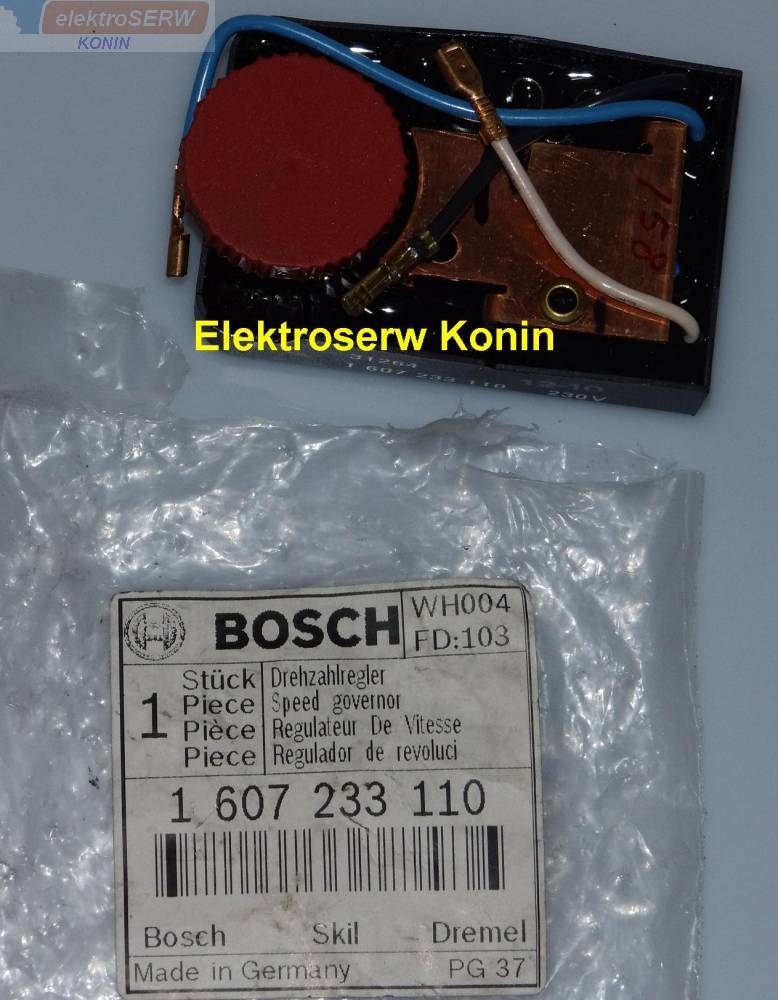 elektroSERW
KONIN
158
Elektroserw Konin
31264
1 607 233 110 230V
BOSCH
WH004
FD:103
1
Stück Drehzahlregler
Piece Speed governor
Pièce Regulateur De Vitesse
Piece Regulador de revoluci
1 607 233 110
Bosch Skil Dremel
Made in Germany PG 37